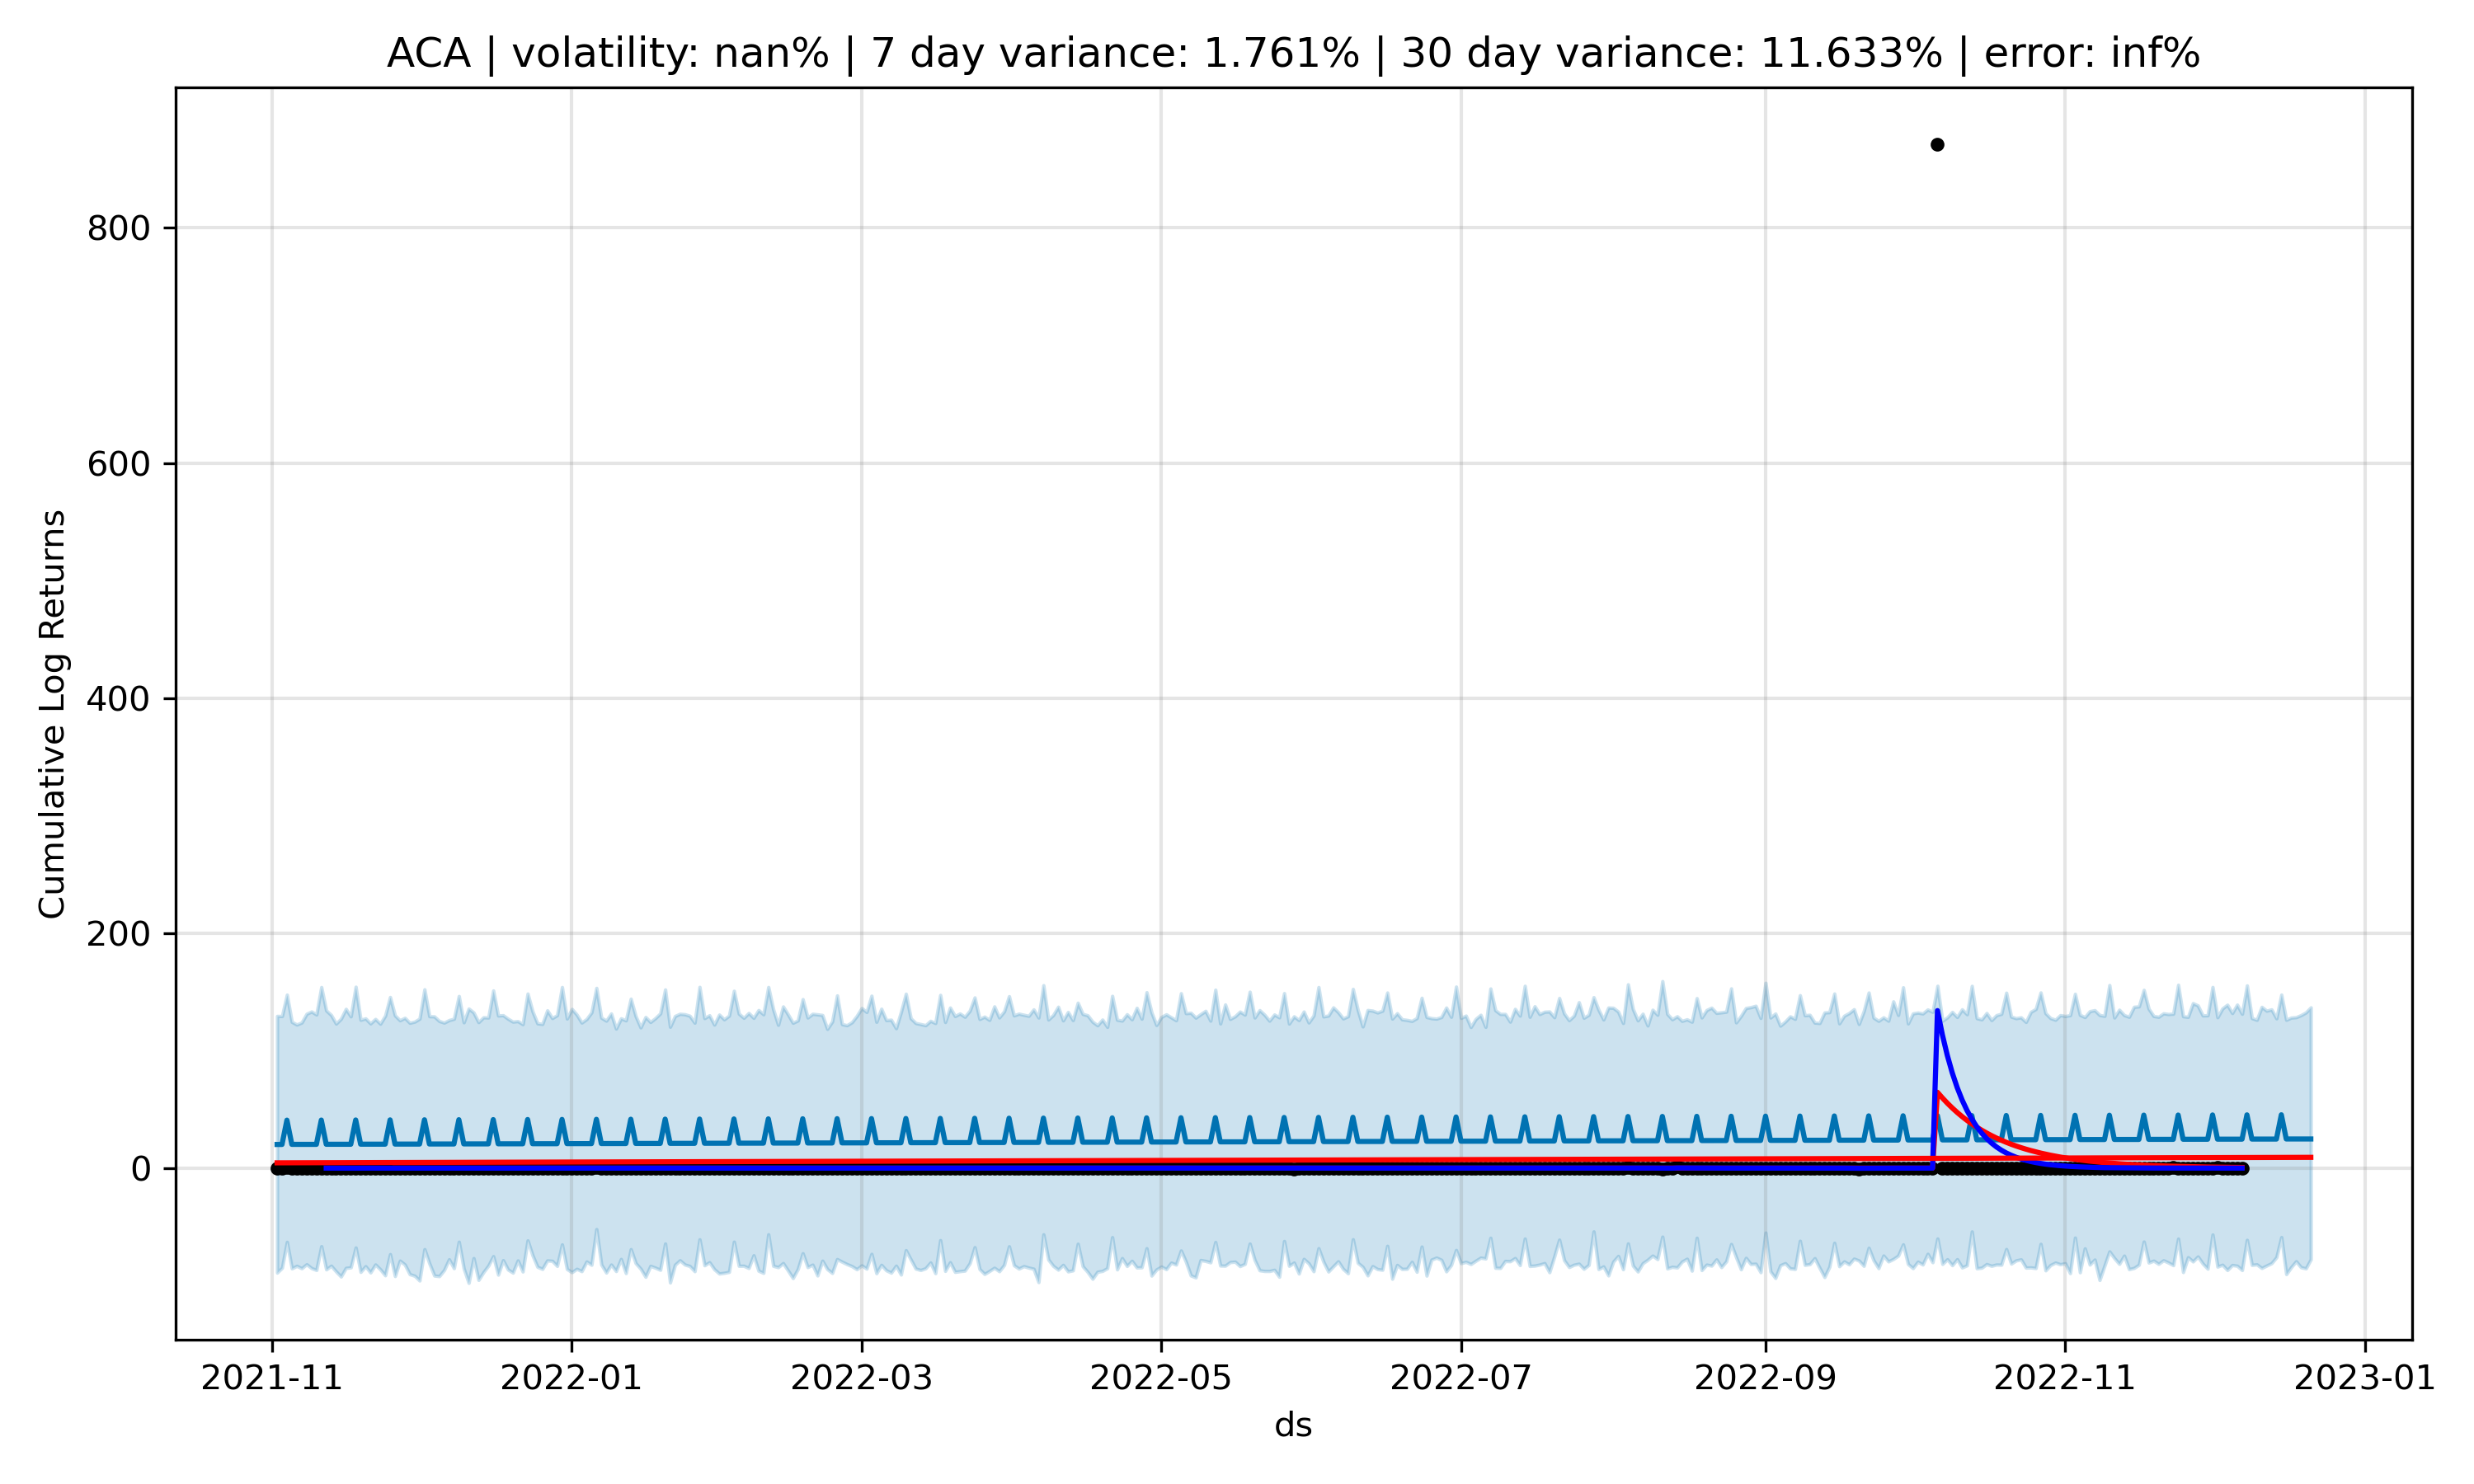 ACA | volatility: nan% | 7 day variance: 1.761% | 30 day variance: 11.633% | error: inf%
Cumulative Log Returns
800
600
400
200
0
2021-11 2022-01 2022-03 2022-05 2022-07 2022-09 2022-11 2023-01
ds